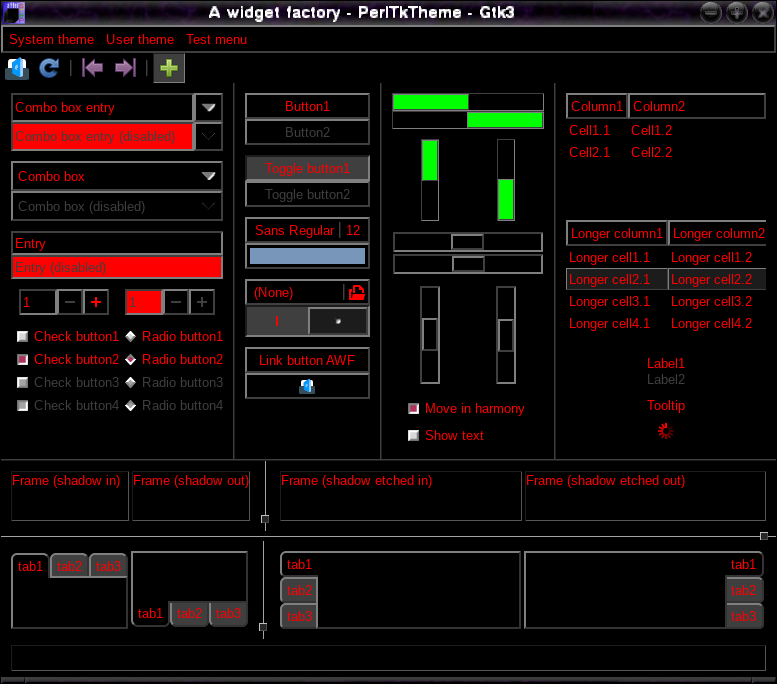 A widget factory - PerlTkTheme - Gtk3
System theme User theme Test menu
Combo box entry
Combo box entry (disabled)
Combo box
Combo box (disabled)
Entry
Entry (disabled)
1 1
Check button1 Radio button1
Check button2 Radio button2
Check button3 Radio button3
Check button4 Radio button4
Button1
Button2
Toggle button1
Toggle button2
Sans Regular 12
(None)
Link button AWF
Move in harmony
Show text
Column1 Column2
Cell1.1 Cell1.2
Cell2.1 Cell2.2
Longer column1 Longer column2
Longer cell1.1 Longer cell1.2
Longer cell2.1 Longer cell2.2
Longer cell3.1 Longer cell3.2
Longer cell4.1 Longer cell4.2
Label1
Label2
Tooltip
Frame (shadow in) Frame (shadow out) Frame (shadow etched in) Frame (shadow etched out)
tab1 tab2 tab3
tab1 tab2 tab3
tab1
tab2
tab3
tab1
tab2
tab3